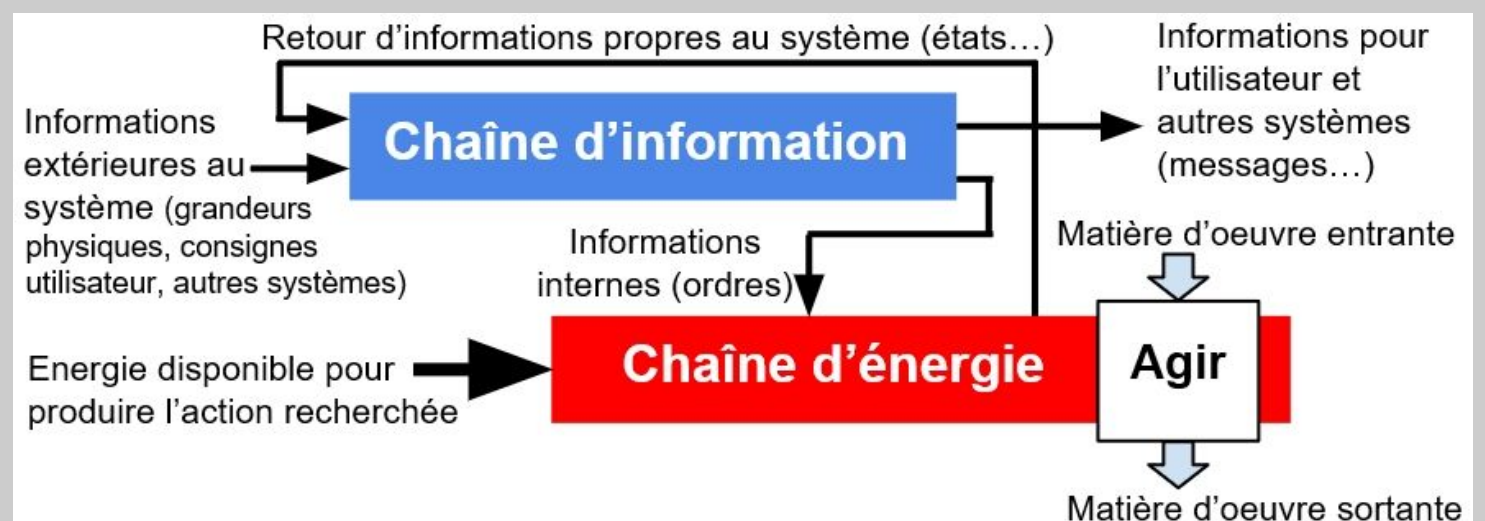 Retour d'informations propres au système (états…)
Informations pour
l'utilisateur et
autres systèmes
(messages…)
Informations
extérieures au
système (grandeurs
physiques, consignes
utilisateur, autres systèmes)
Chaîne d'information
Informations
internes (ordres)
Matière d'oeuvre entrante
Energie disponible pour
produire l'action recherchée
Chaîne d'énergie
Agir
Matière d'oeuvre sortante